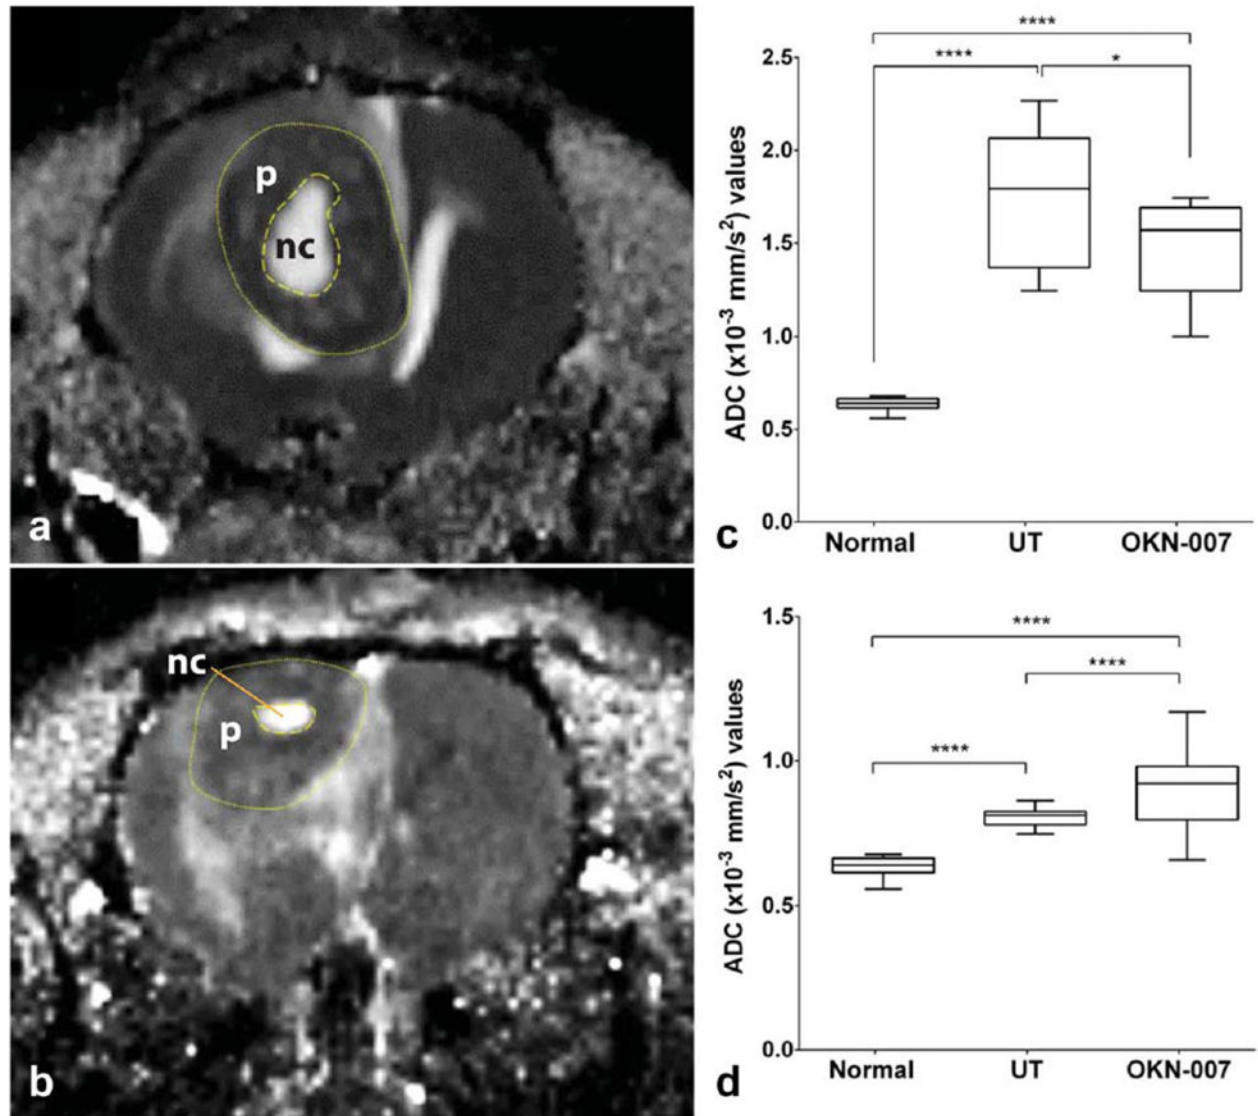 p
nc
a
nc
p
b
****
****
*
2.5
2.0
1.5
1.0
0.5
0.0
ADC (x10⁻³ mm/s²) values
Normal UT OKN-007
c
****
****
****
1.5
1.0
0.5
0.0
ADC (x10⁻³ mm/s²) values
Normal UT OKN-007
d